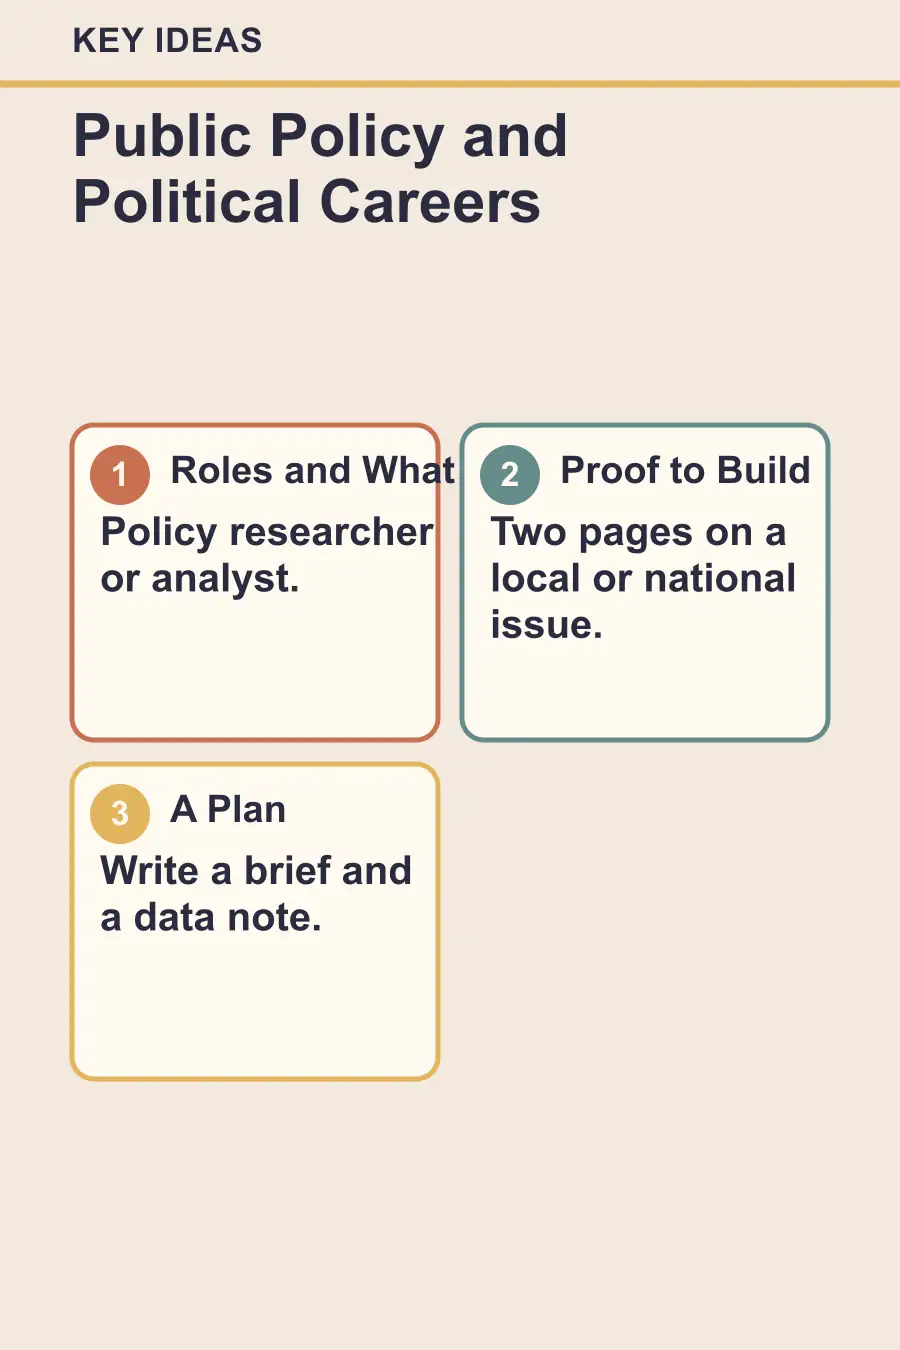 KEY IDEAS
Public Policy and
Political Careers
1
Roles and What
Policy researcher
or analyst.
2
Proof to Build
Two pages on a
local or national
issue.
3
A Plan
Write a brief and
a data note.